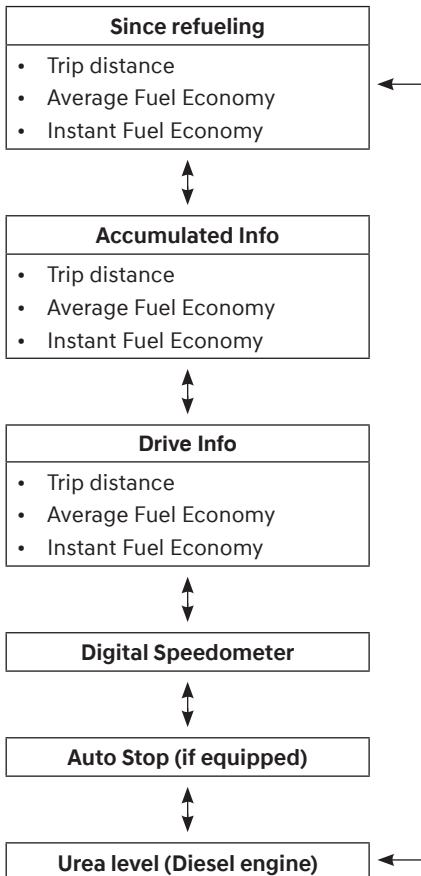 Since refueling
• Trip distance
• Average Fuel Economy
• Instant Fuel Economy
Accumulated Info
• Trip distance
• Average Fuel Economy
• Instant Fuel Economy
Drive Info
• Trip distance
• Average Fuel Economy
• Instant Fuel Economy
Digital Speedometer
Auto Stop (if equipped)
Urea level (Diesel engine)